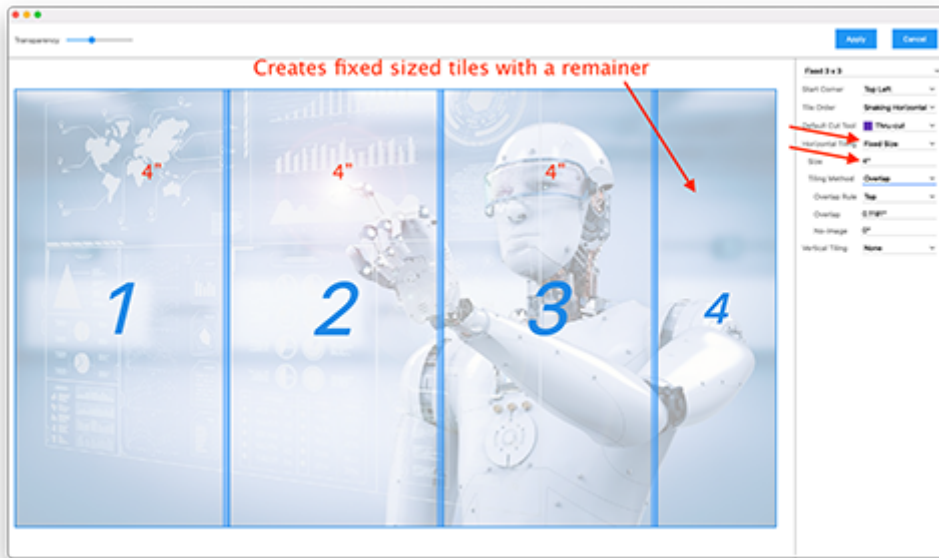 Transparency
Apply
Cancel
Creates fixed sized tiles with a remainer
Fixed 3 x 3
Start Corner Top Left
Tile Order Snaking Horizontal
Default Cut Tool Thru-cut
Horizontal Tiling Fixed Size
Size 4"
Tiling Method Overlap
Overlap Rule Top
Overlap
No-Image 0"
Vertical Tiling None
4"
4"
4"
1
2
3
4